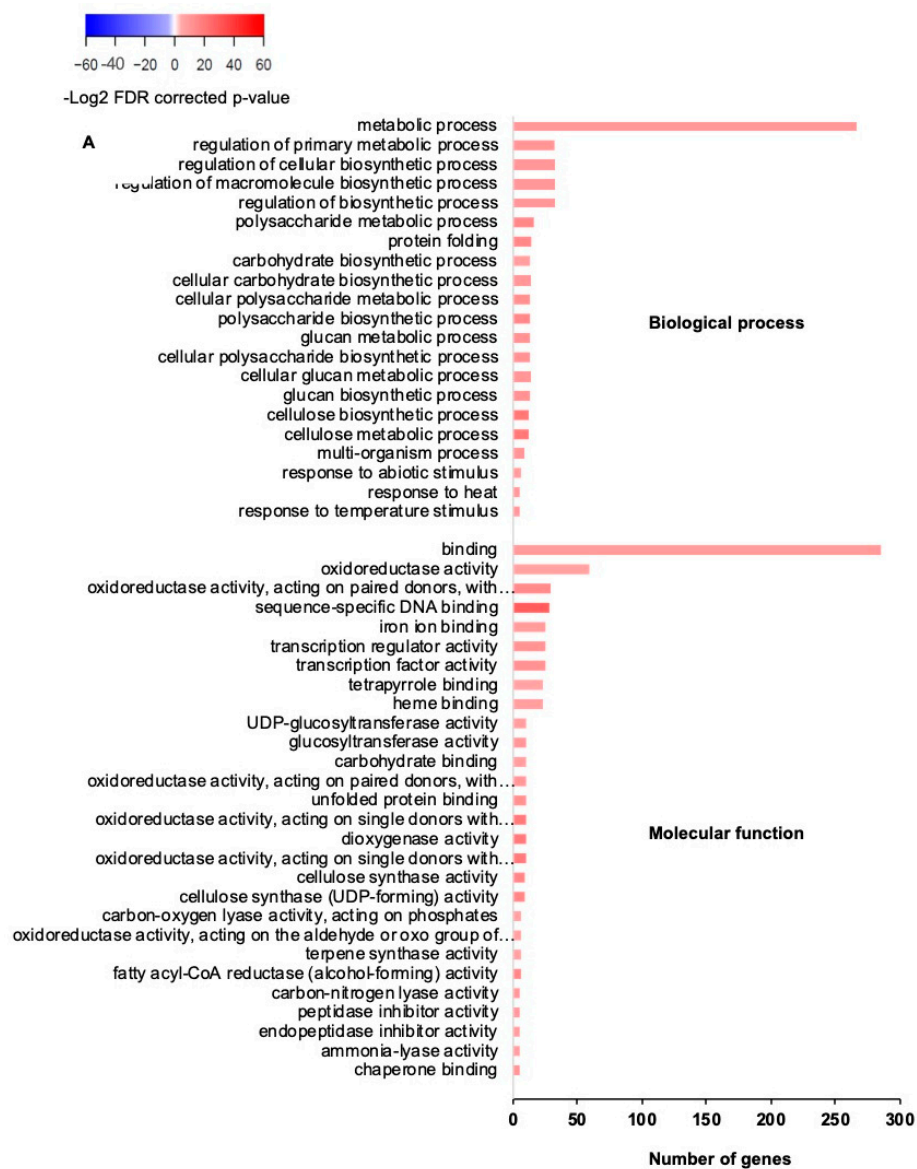 −60 −40 −20 0 20 40 60
-Log2 FDR corrected p-value
A
metabolic process
regulation of primary metabolic process
regulation of cellular biosynthetic process
regulation of macromolecule biosynthetic process
regulation of biosynthetic process
polysaccharide metabolic process
protein folding
carbohydrate biosynthetic process
cellular carbohydrate biosynthetic process
cellular polysaccharide metabolic process
polysaccharide biosynthetic process
Biological process
glucan metabolic process
cellular polysaccharide biosynthetic process
cellular glucan metabolic process
glucan biosynthetic process
cellulose biosynthetic process
cellulose metabolic process
multi-organism process
response to abiotic stimulus
response to heat
response to temperature stimulus
binding
oxidoreductase activity
oxidoreductase activity, acting on paired donors, with…
sequence-specific DNA binding
iron ion binding
transcription regulator activity
transcription factor activity
tetrapyrrole binding
heme binding
UDP-glucosyltransferase activity
glucosyltransferase activity
carbohydrate binding
oxidoreductase activity, acting on paired donors, with…
unfolded protein binding
oxidoreductase activity, acting on single donors with…
Molecular function
dioxygenase activity
oxidoreductase activity, acting on single donors with…
cellulose synthase activity
cellulose synthase (UDP-forming) activity
carbon-oxygen lyase activity, acting on phosphates
oxidoreductase activity, acting on the aldehyde or oxo group of…
terpene synthase activity
fatty acyl-CoA reductase (alcohol-forming) activity
carbon-nitrogen lyase activity
peptidase inhibitor activity
endopeptidase inhibitor activity
ammonia-lyase activity
chaperone binding
0 50 100 150 200 250 300
Number of genes